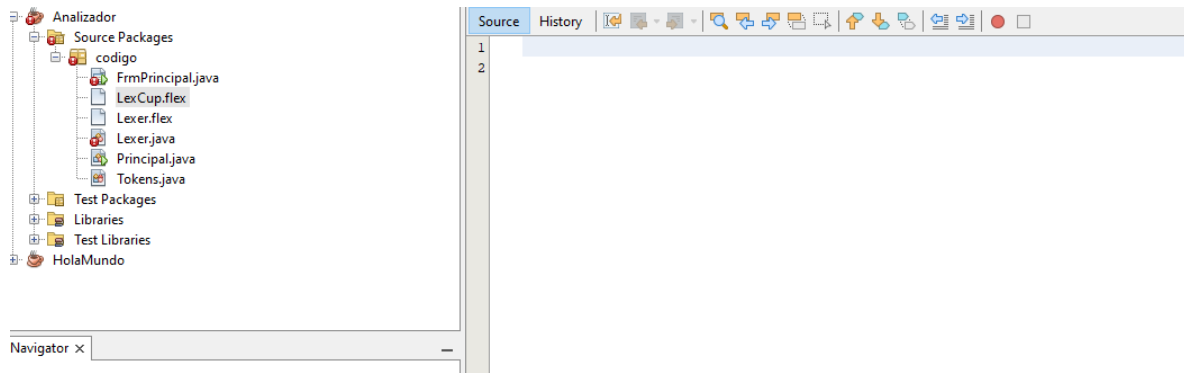 Analizador
Source Packages
codigo
FrmPrincipal.java
LexCup.flex
Lexer.flex
Lexer.java
Principal.java
Tokens.java
Test Packages
Libraries
Test Libraries
HolaMundo
Navigator
Source History
1
2